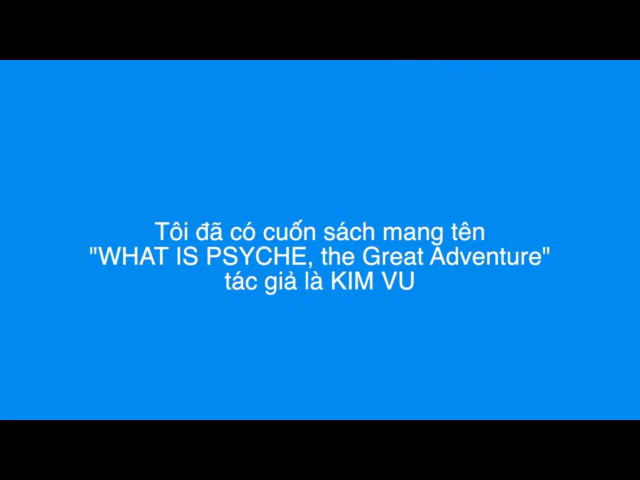 Tôi đã có cuốn sách mang tên
"WHAT IS PSYCHE, the Great Adventure"
tác giả là KIM VU